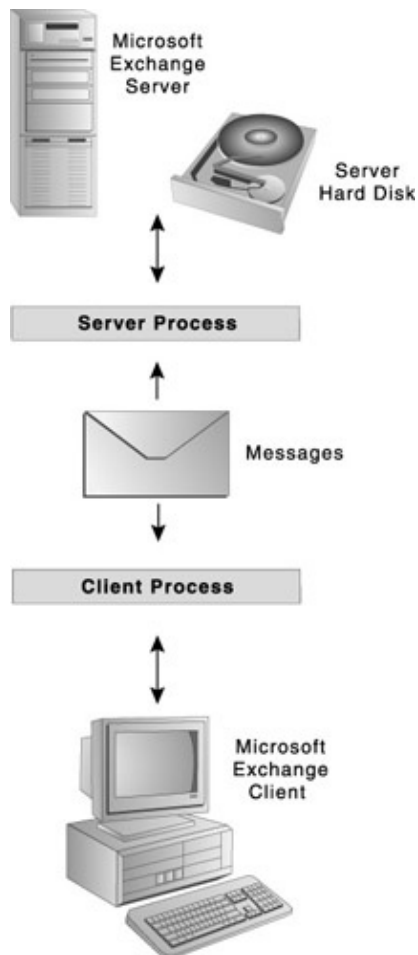 Microsoft
Exchange
Server
Server
Hard Disk
Server Process
Messages
Client Process
Microsoft
Exchange
Client